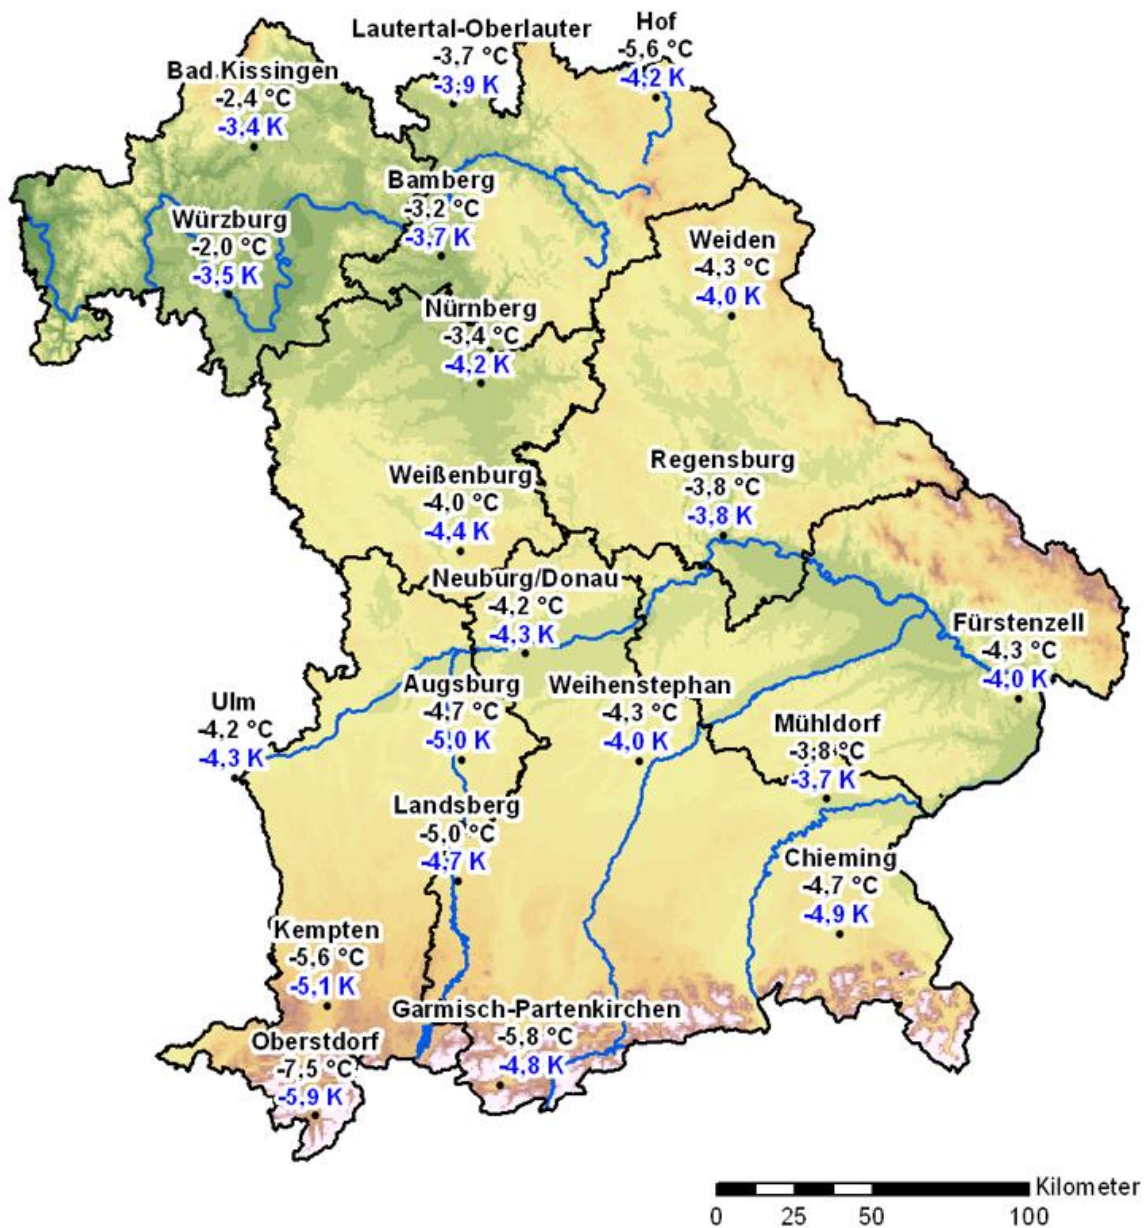 Lautertal-Oberlauter
-3,7 °C
-3,9 K
Hof
-5,6 °C
-4,2 K
Bad Kissingen
-2,4 °C
-3,4 K
Bamberg
-3,2 °C
-3,7 K
Würzburg
-2,0 °C
-3,5 K
Weiden
-4,3 °C
-4,0 K
Nürnberg
-3,4 °C
-4,2 K
Weißenburg
-4,0 °C
-4,4 K
Regensburg
-3,8 °C
-3,8 K
Neuburg/Donau
-4,2 °C
-4,3 K
Fürstenzell
-4,3 °C
-4,0 K
Augsburg
-4,7 °C
-5,0 K
Weihenstephan
-4,3 °C
-4,0 K
Ulm
-4,2 °C
-4,3 K
Mühldorf
-3,8 °C
-3,7 K
Landsberg
-5,0 °C
-4,7 K
Chieming
-4,7 °C
-4,9 K
Kempten
-5,6 °C
-5,1 K
Garmisch-Partenkirchen
-5,8 °C
-4,8 K
Oberstdorf
-7,5 °C
-5,9 K
Kilometer
0 25 50 100